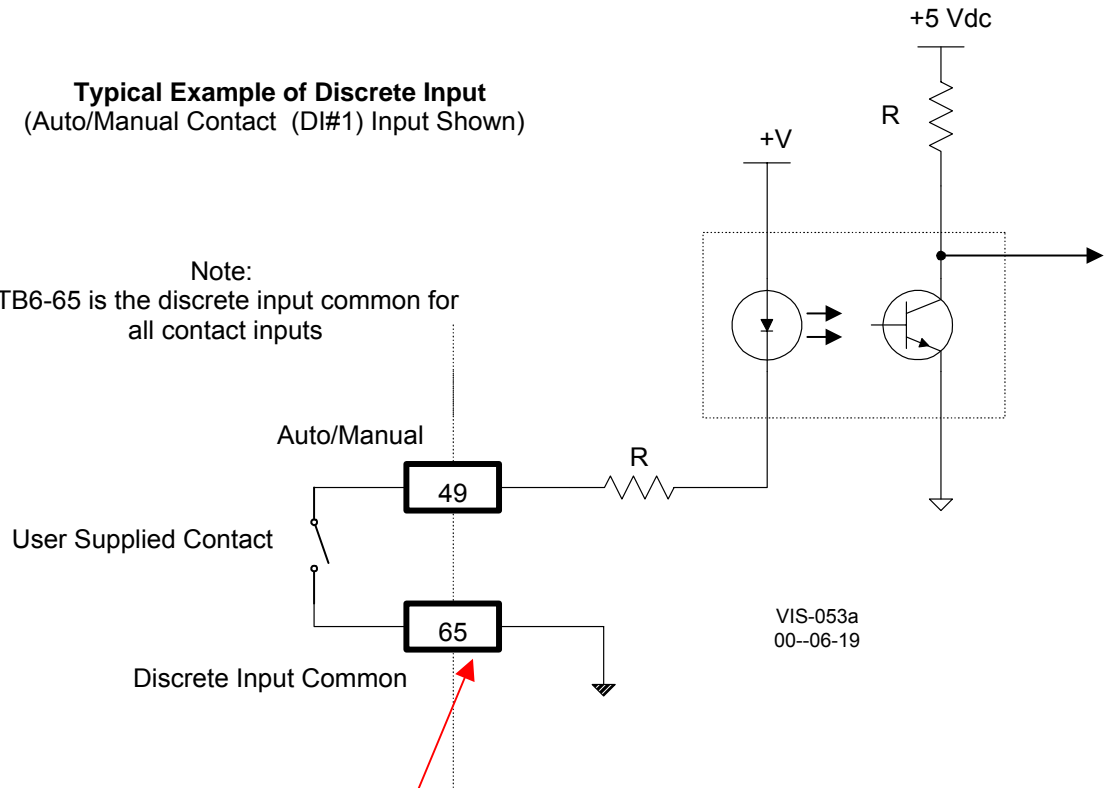 +5 Vdc
Typical Example of Discrete Input
(Auto/Manual Contact (DI#1) Input Shown)
R
+V
Note:
TB6-65 is the discrete input common for
all contact inputs
Auto/Manual
R
49
User Supplied Contact
65
VIS-053a
00--06-19
Discrete Input Common